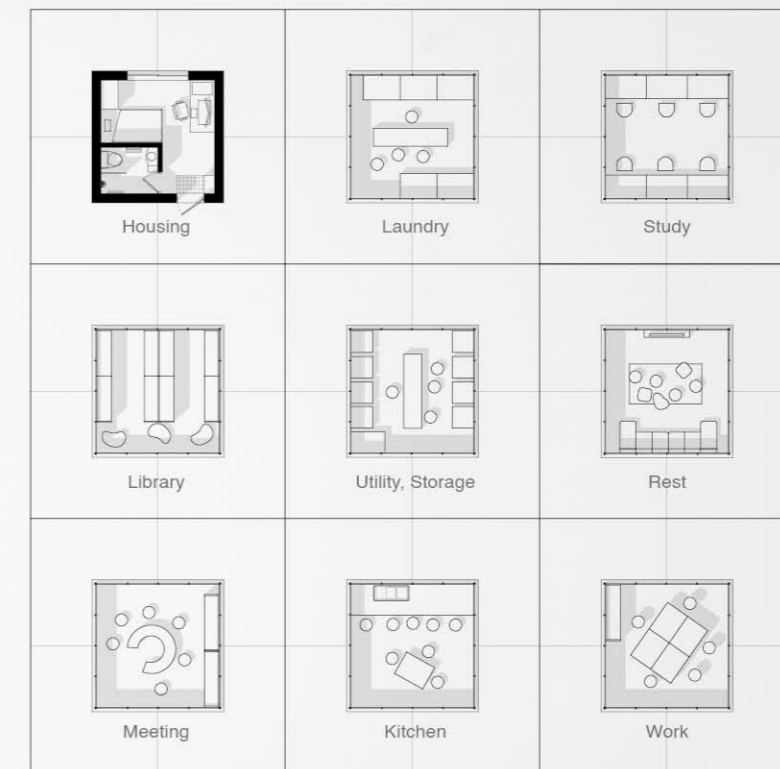 Housing
Laundry
Study
Library
Utility, Storage
Rest
Meeting
Kitchen
Work